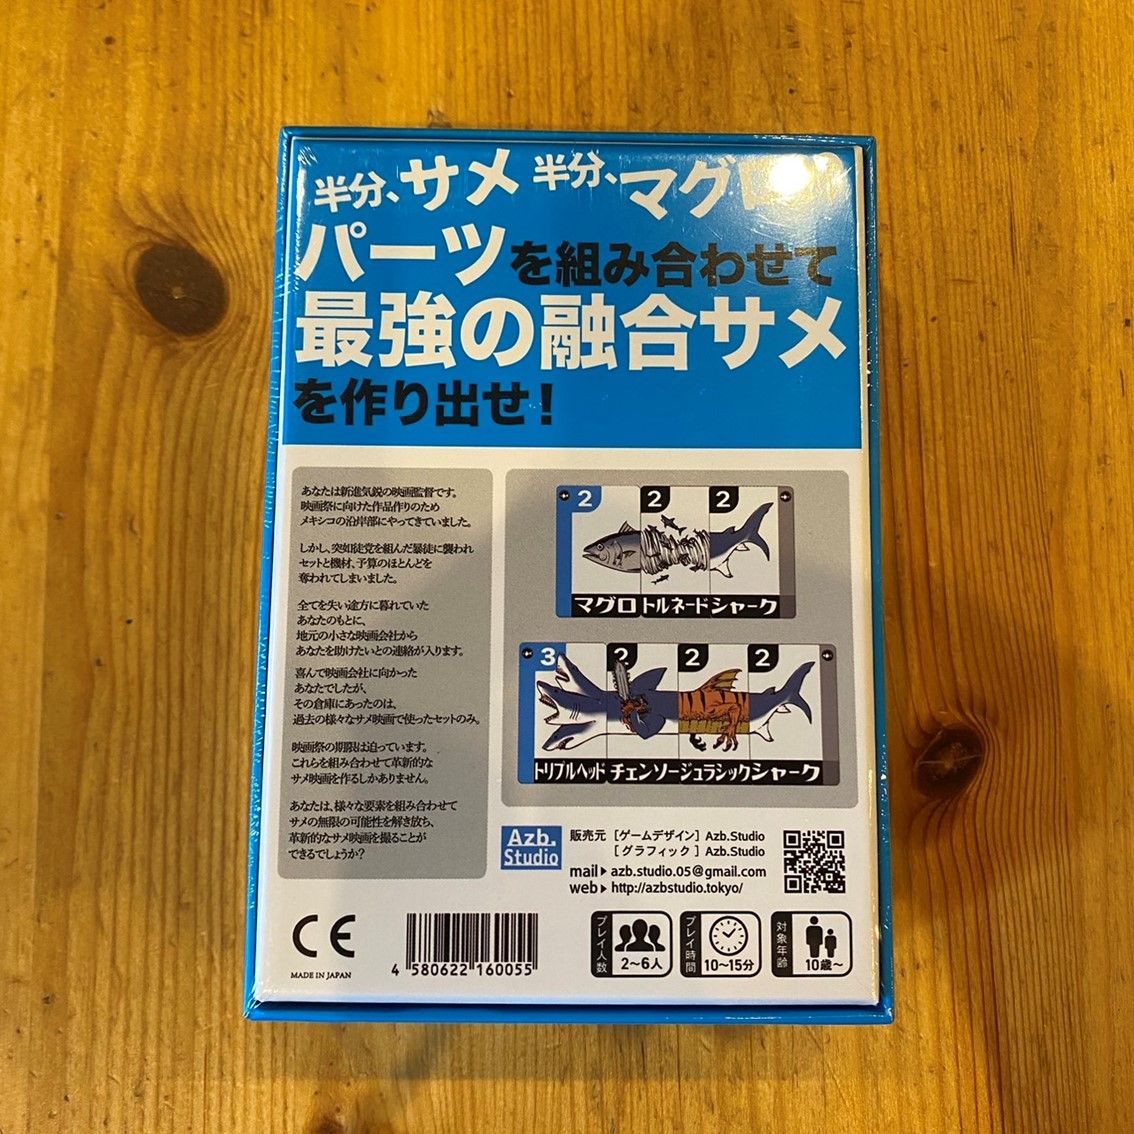 半分、サメ 半分、マグロ
パーツを組み合わせて
最強の融合サメ
を作り出せ!
あなたは新進気鋭の映画監督です。
映画祭に向けた作品作りのため
メキシコの沿岸部にやってきていました。
しかし、突如徒党を組んだ暴徒に襲われ
セットと機材、予算のほとんどを
奪われてしまいました。
全てを失い途方に暮れていた
あなたのもとに、
地元の小さな映画会社から
あなたを助けたいとの連絡が入ります。
喜んで映画会社に向かった
あなたでしたが、
その倉庫にあったのは、
過去の様々なサメ映画で使ったセットのみ。
映画祭の期限は迫っています。
これらを組み合わせて革新的な
サメ映画を作るしかありません。
あなたは、様々な要素を組み合わせて
サメの無限の可能性を解き放ち、
革新的なサメ映画を撮ることが
できるでしょうか?
2 2 2
マグロ トルネード シャーク
3 2 2 2
トリプルヘッド チェンソー ジュラシック シャーク
Azb.
Studio
販売元 [ゲームデザイン] Azb.Studio
[グラフィック] Azb.Studio
mail▶ azb.studio.05@gmail.com
web▶ http://azbstudio.tokyo/
CE
MADE IN JAPAN
4 580622 160055
プレイ人数
2~6人
プレイ時間
10~15分
対象年齢
10歳~